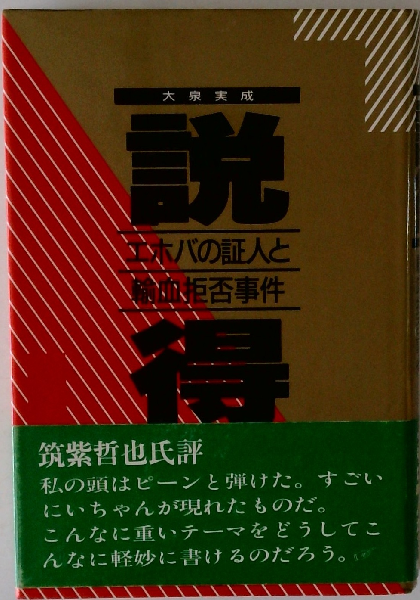 大泉実成
説
エホバの証人と
輸血拒否事件
得
筑紫哲也氏評
私の頭はピーンと弾けた。すごい
にいちゃんが現れたものだ。
こんなに重いテーマをどうしてこ
んなに軽妙に書けるのだろう。